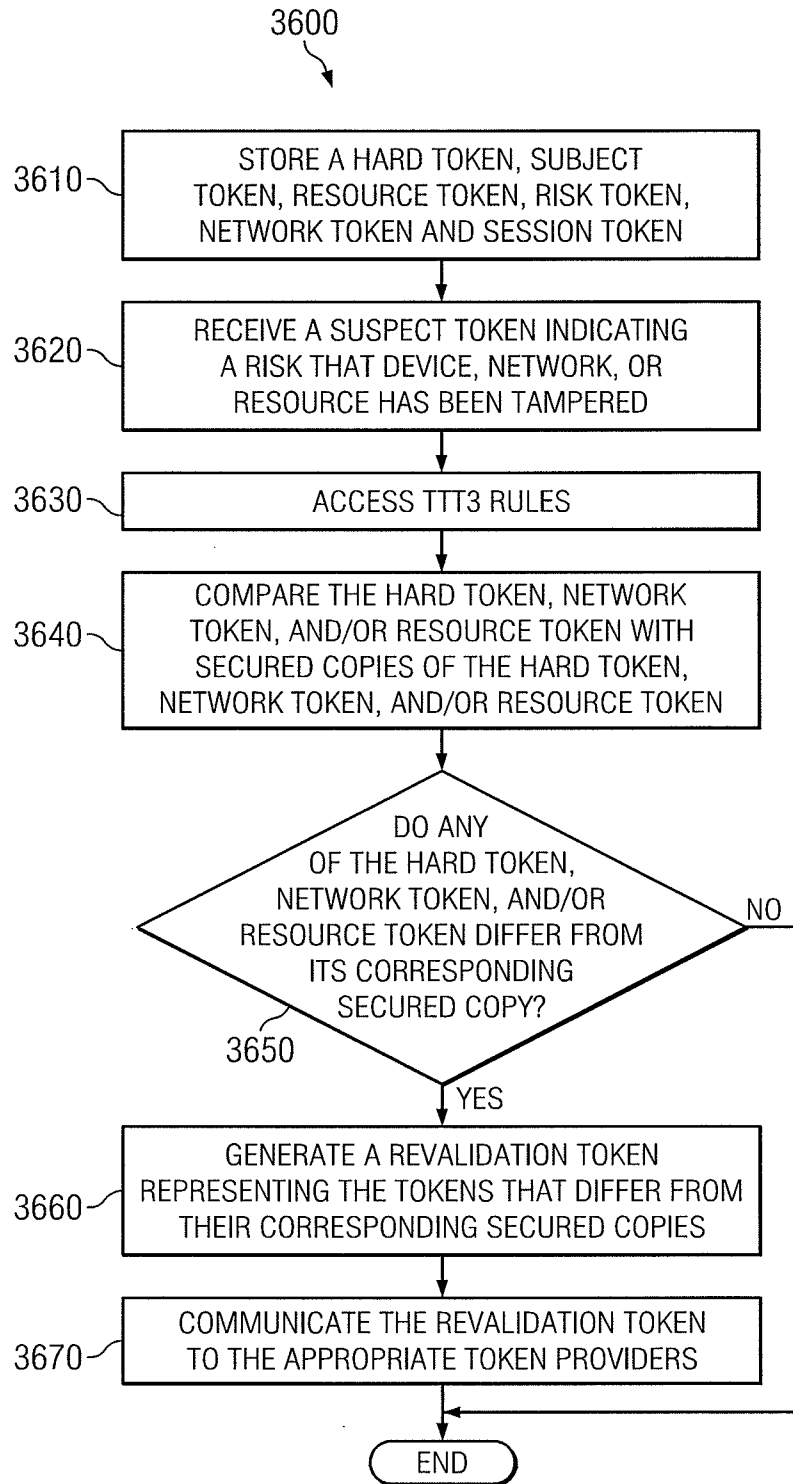 3600
3610
STORE A HARD TOKEN, SUBJECT
TOKEN, RESOURCE TOKEN, RISK TOKEN,
NETWORK TOKEN AND SESSION TOKEN
3620
RECEIVE A SUSPECT TOKEN INDICATING
A RISK THAT DEVICE, NETWORK, OR
RESOURCE HAS BEEN TAMPERED
3630
ACCESS TTT3 RULES
3640
COMPARE THE HARD TOKEN, NETWORK
TOKEN, AND/OR RESOURCE TOKEN WITH
SECURED COPIES OF THE HARD TOKEN,
NETWORK TOKEN, AND/OR RESOURCE TOKEN
DO ANY
OF THE HARD TOKEN,
NETWORK TOKEN, AND/OR
RESOURCE TOKEN DIFFER FROM
ITS CORRESPONDING
SECURED COPY?
NO
3650
YES
3660
GENERATE A REVALIDATION TOKEN
REPRESENTING THE TOKENS THAT DIFFER FROM
THEIR CORRESPONDING SECURED COPIES
3670
COMMUNICATE THE REVALIDATION TOKEN
TO THE APPROPRIATE TOKEN PROVIDERS
END